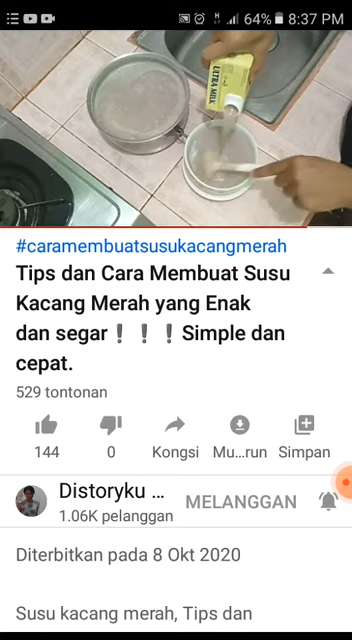 H 64% 8:37 PM
ULTRA MILK
#caramembuatsusukacangmerah
Tips dan Cara Membuat Susu
Kacang Merah yang Enak
dan segar❗❗❗Simple dan
cepat.
529 tontonan
144 0 Kongsi Mu...run Simpan
Distoryku ...
MELANGGAN
1.06K pelanggan
Diterbitkan pada 8 Okt 2020
Susu kacang merah, Tips dan